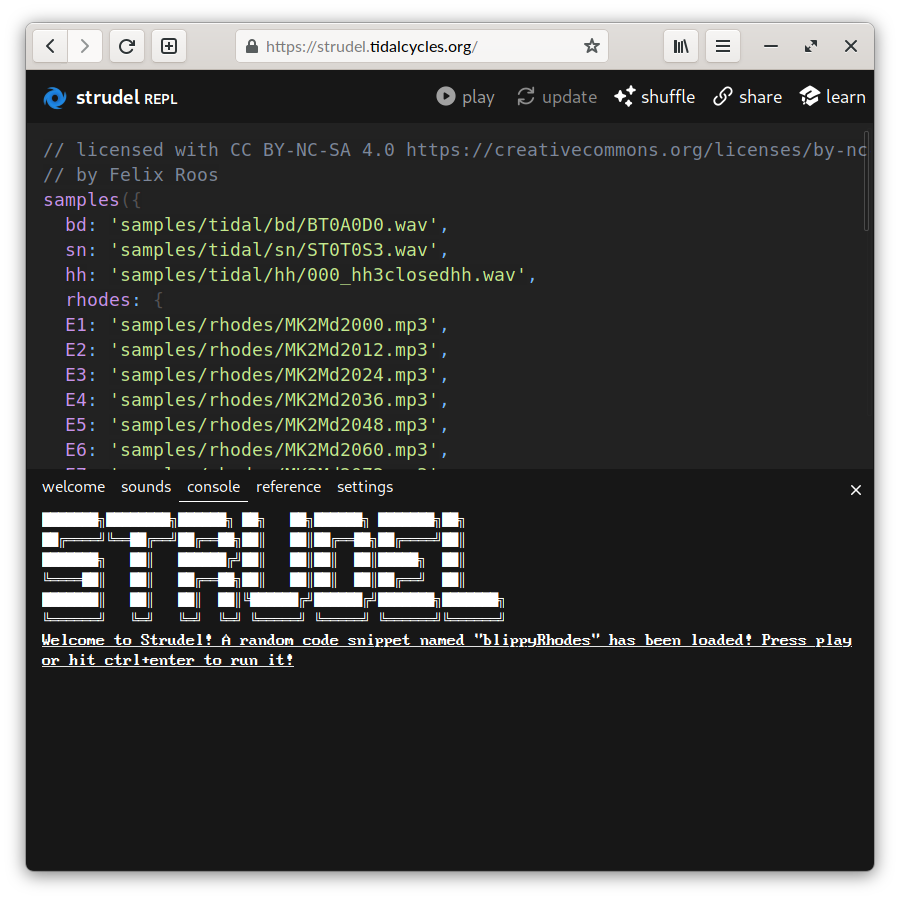 https://strudel.tidalcycles.org/
strudel REPL
play
update
shuffle
share
learn
// licensed with CC BY-NC-SA 4.0 https://creativecommons.org/licenses/by-nc
// by Felix Roos
samples({
bd: 'samples/tidal/bd/BT0A0D0.wav',
sn: 'samples/tidal/sn/ST0T0S3.wav',
hh: 'samples/tidal/hh/000_hh3closedhh.wav',
rhodes: {
E1: 'samples/rhodes/MK2Md2000.mp3',
E2: 'samples/rhodes/MK2Md2012.mp3',
E3: 'samples/rhodes/MK2Md2024.mp3',
E4: 'samples/rhodes/MK2Md2036.mp3',
E5: 'samples/rhodes/MK2Md2048.mp3',
E6: 'samples/rhodes/MK2Md2060.mp3',
welcome
sounds
console
reference
settings
STRUDEL
Welcome to Strudel! A random code snippet named "blippyRhodes" has been loaded! Press play
or hit ctrl+enter to run it!